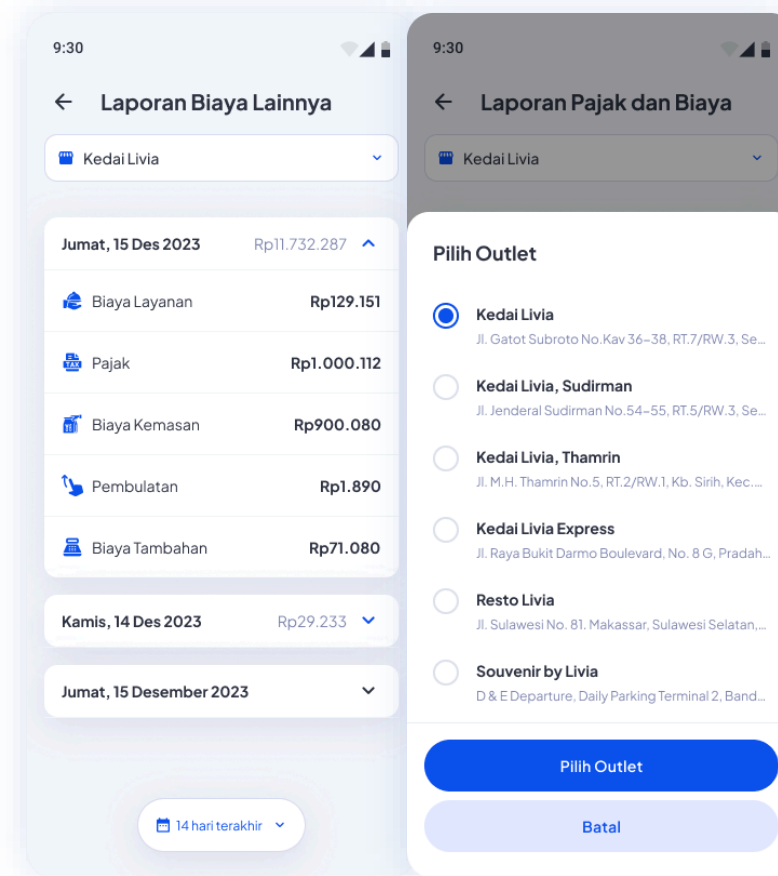 9:30
Laporan Biaya Lainnya
Kedai Livia
Jumat, 15 Des 2023 Rp11.732.287
Biaya Layanan Rp129.151
TAX Pajak Rp1.000.112
Biaya Kemasan Rp900.080
Pembulatan Rp1.890
Biaya Tambahan Rp71.080
Kamis, 14 Des 2023 Rp29.233
Jumat, 15 Desember 2023
14 hari terakhir
9:30
Laporan Pajak dan Biaya
Kedai Livia
Pilih Outlet
Kedai Livia
Jl. Gatot Subroto No.Kav 36-38, RT.7/RW.3, Se...
Kedai Livia, Sudirman
Jl. Jenderal Sudirman No.54-55, RT.5/RW.3, Se...
Kedai Livia, Thamrin
Jl. M.H. Thamrin No.5, RT.2/RW.1, Kb. Sirih, Kec....
Kedai Livia Express
Jl. Raya Bukit Darmo Boulevard, No. 8 G, Pradah...
Resto Livia
Jl. Sulawesi No. 81. Makassar, Sulawesi Selatan,...
Souvenir by Livia
D & E Departure, Daily Parking Terminal 2, Band...
Pilih Outlet
Batal